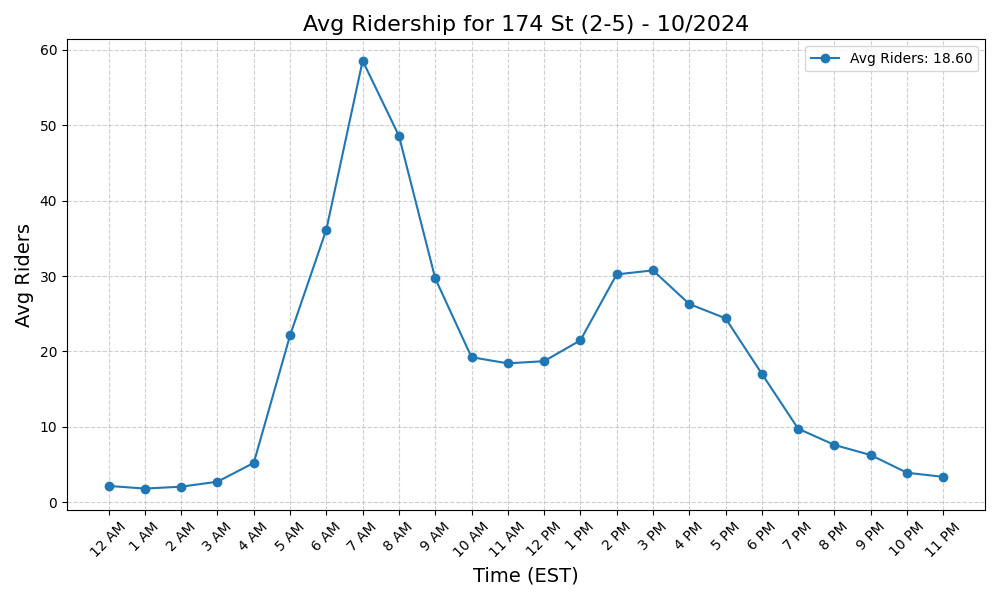 Avg Ridership for 174 St (2-5) - 10/2024
Avg Riders: 18.60
Avg Riders
60
50
40
30
20
10
0
12 AM
1 AM
2 AM
3 AM
4 AM
5 AM
6 AM
7 AM
8 AM
9 AM
10 AM
11 AM
12 PM
1 PM
2 PM
3 PM
4 PM
5 PM
6 PM
7 PM
8 PM
9 PM
10 PM
11 PM
Time (EST)